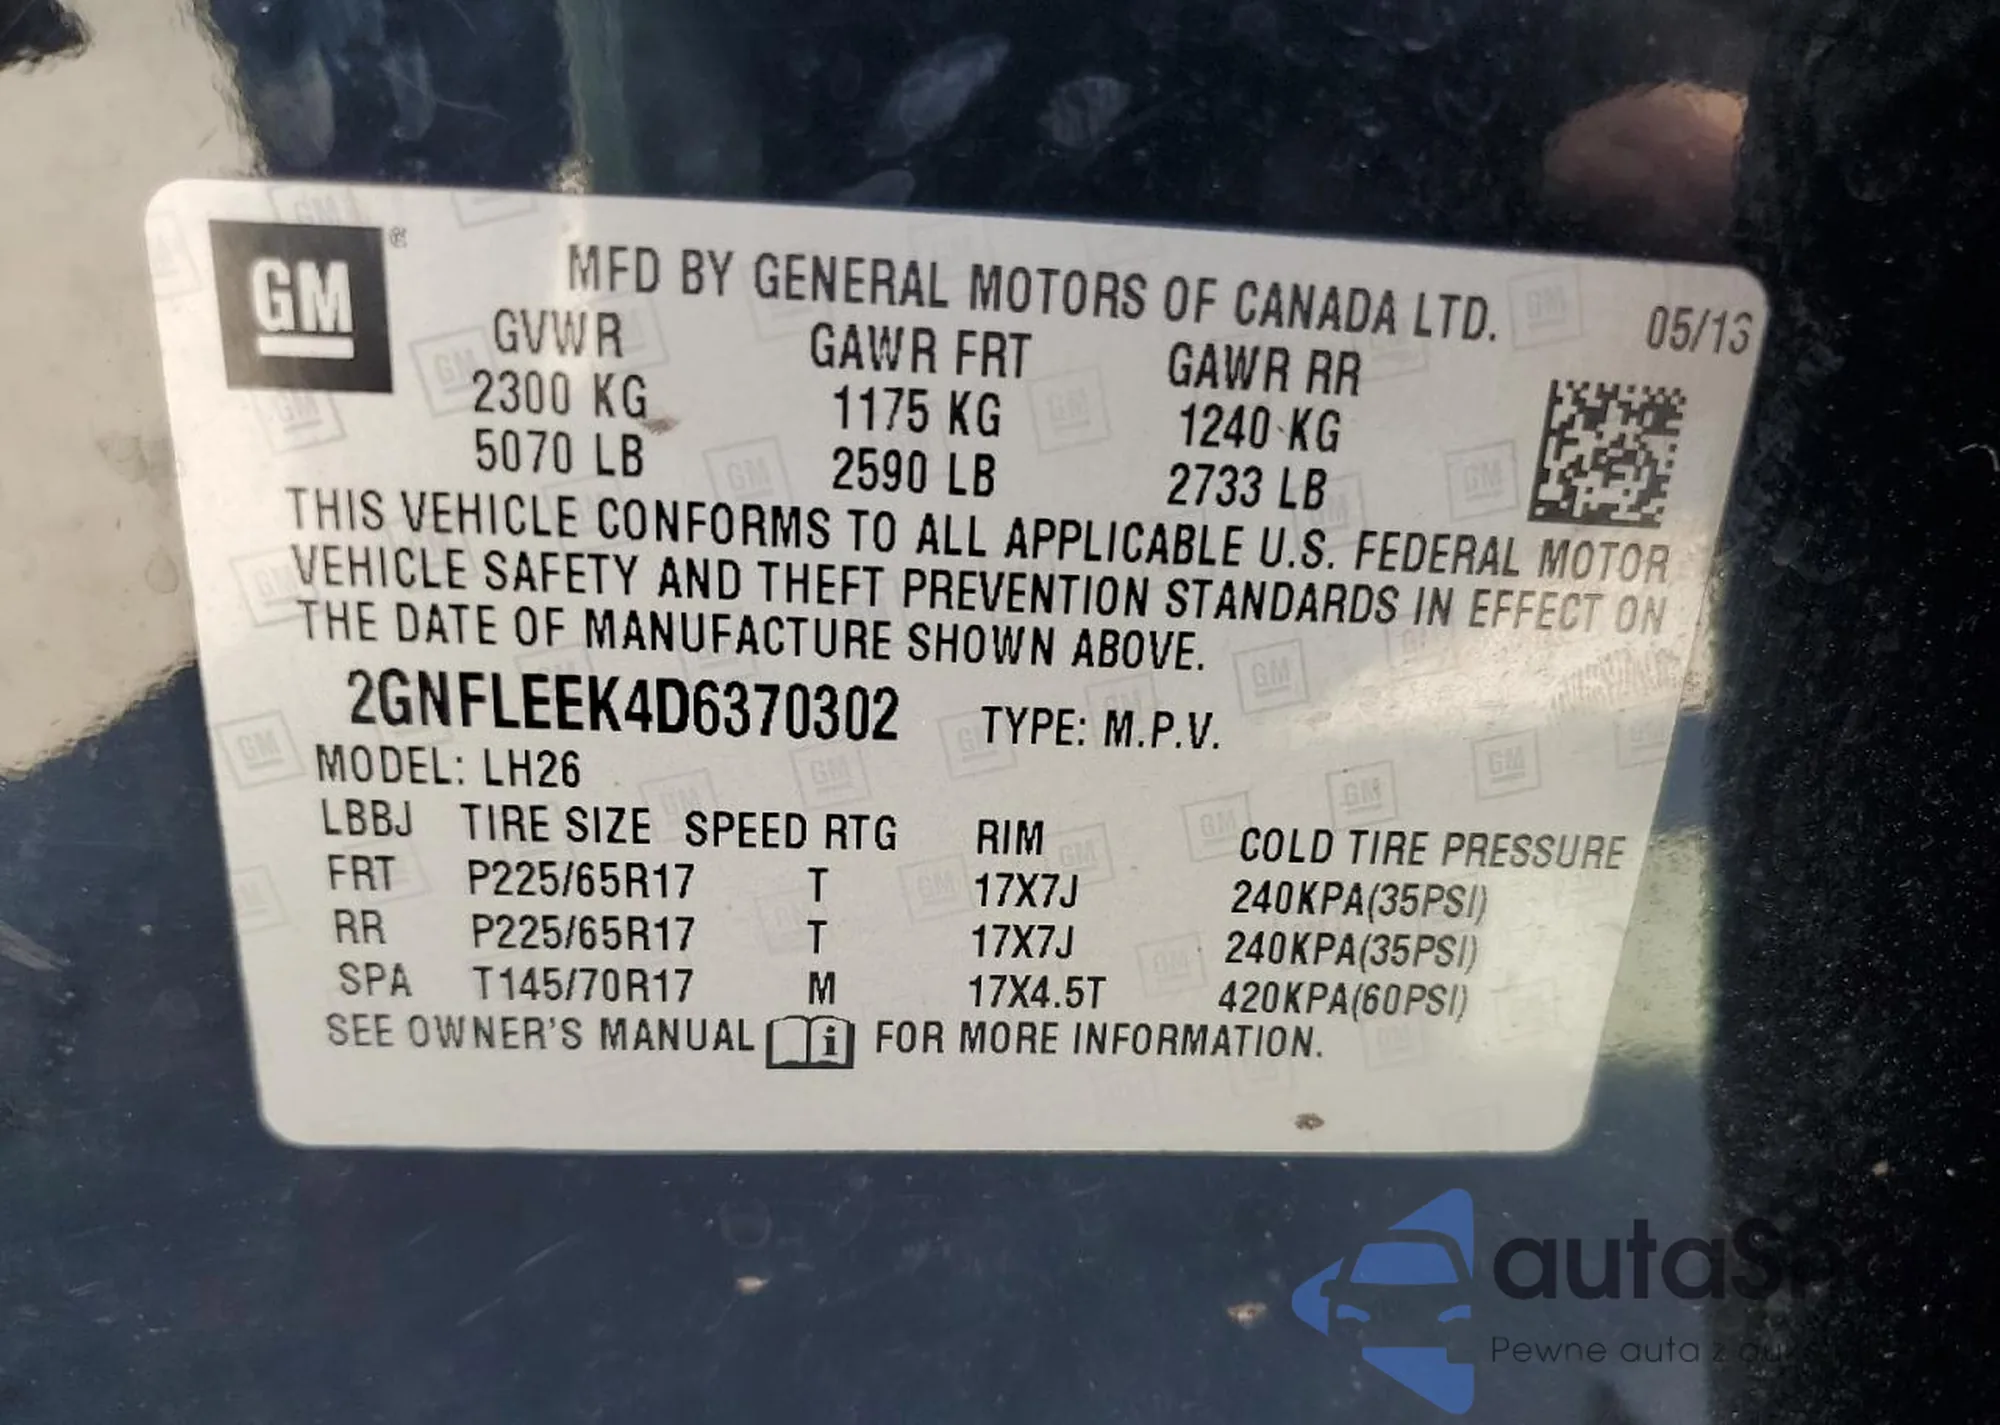 GM
MFD BY GENERAL MOTORS OF CANADA LTD.
05/13
GVWR GAWR FRT GAWR RR
2300 KG 1175 KG 1240 KG
5070 LB 2590 LB 2733 LB
THIS VEHICLE CONFORMS TO ALL APPLICABLE U.S. FEDERAL MOTOR
VEHICLE SAFETY AND THEFT PREVENTION STANDARDS IN EFFECT ON
THE DATE OF MANUFACTURE SHOWN ABOVE.
2GNFLEEK4D6370302 TYPE: M.P.V.
MODEL: LH26
LBBJ TIRE SIZE SPEED RTG RIM COLD TIRE PRESSURE
FRT P225/65R17 T 17X7J 240KPA(35PSI)
RR P225/65R17 T 17X7J 240KPA(35PSI)
SPA T145/70R17 M 17X4.5T 420KPA(60PSI)
SEE OWNER'S MANUAL i FOR MORE INFORMATION.
Pewne auta z